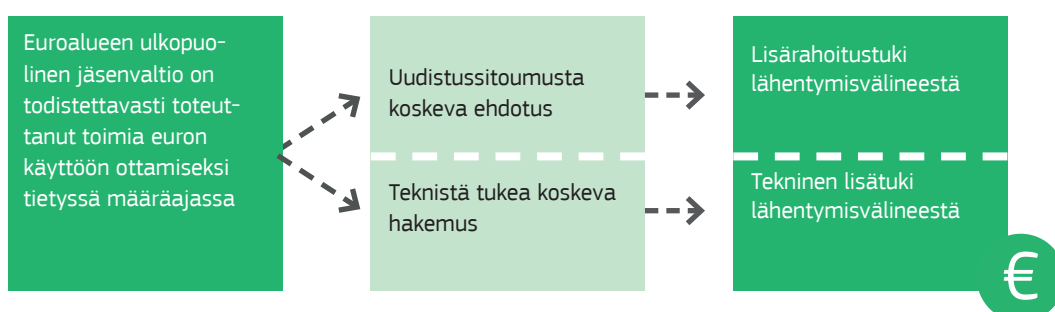 Euroalueen ulkopuo-
linen jäsenvaltio on
todistettavasti toteut-
tanut toimia euron
käyttöön ottamiseksi
tietyssä määräajassa
Uudistussitoumusta
koskeva ehdotus
Teknistä tukea koskeva
hakemus
Lisärahoitustuki
lähentymisvälineestä
Tekninen lisätuki
lähentymisvälineestä
€